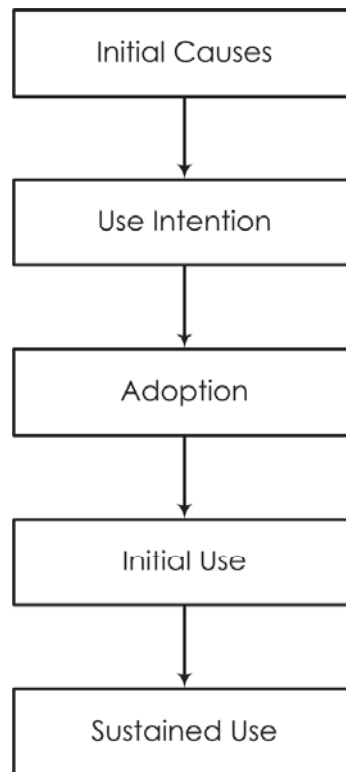 Initial Causes
Use Intention
Adoption
Initial Use
Sustained Use